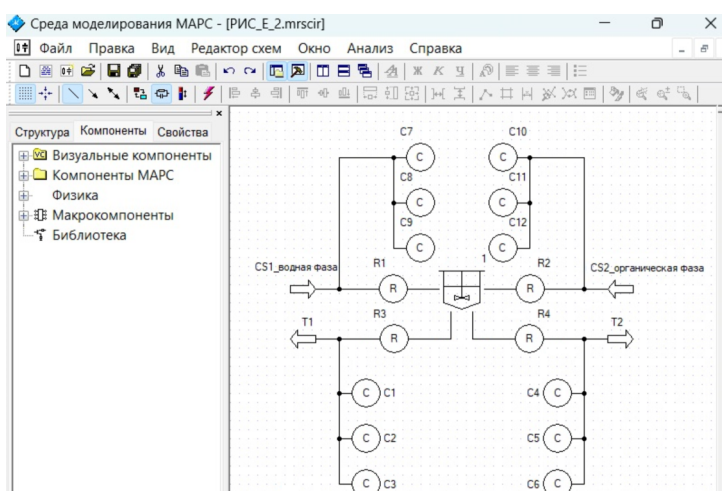 Среда моделирования МАРС - [РИС_Е_2.mrscir]
Файл Правка Вид Редактор схем Окно Анализ Справка
Ж К Ч
Структура Компоненты Свойства
Визуальные компоненты
Компоненты МАРС
Физика
Макрокомпоненты
Библиотека
C7 C10
C C
C8 C11
C C
C9 C12
C C
CS1_водная фаза R1 1 R2 CS2_органическая фаза
R R
T1 R3 R4 T2
R R
C C1 C4 C
C C2 C5 C
C C3 C6 C